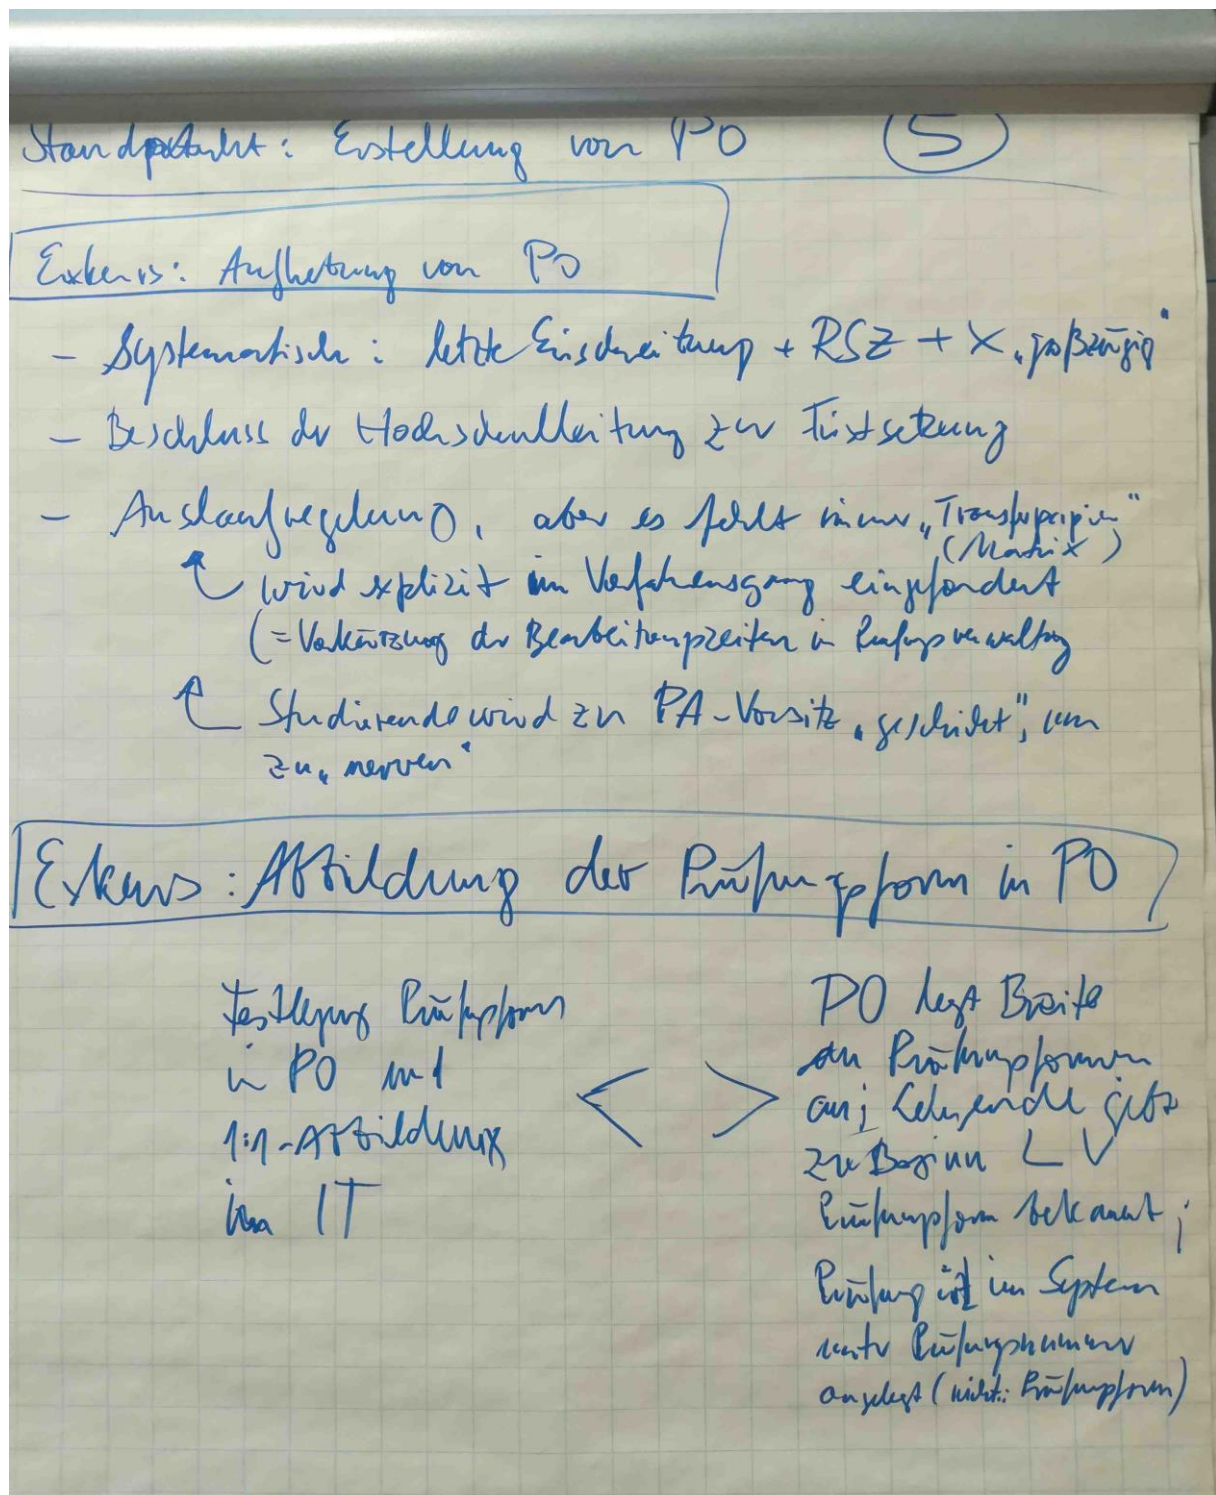 Standpunkt: Erstellung von PO 5
Exkurs: Aufhebung von PO
- Systematisch: letzte Einschreibung + RSZ + X „großzügig"
- Beschluss der Hochschulleitung zur Fristsetzung
- Auslaufregelung, aber es fehlt immer „Transferprinzipien"
(Matrix)
wird explizit im Verfahrensgang eingefordert
(= Verkürzung der Bearbeitungszeiten in Prüfungsverwaltung
Studierende wird zu PA-Vorsitz „geschickt", um
zu „nerven"
Exkurs: Abbildung der Prüfungsform in PO
Festlegung Prüfungsform
in PO und
1:1-Abbildung
im IT
< >
PO legt Breite
an Prüfungsformen
an; Lehrende gibt
zu Beginn LV
Prüfungsform bekannt;
Prüfung ist im System
unter Prüfungsnummer
angelegt (nicht: Prüfungsform)